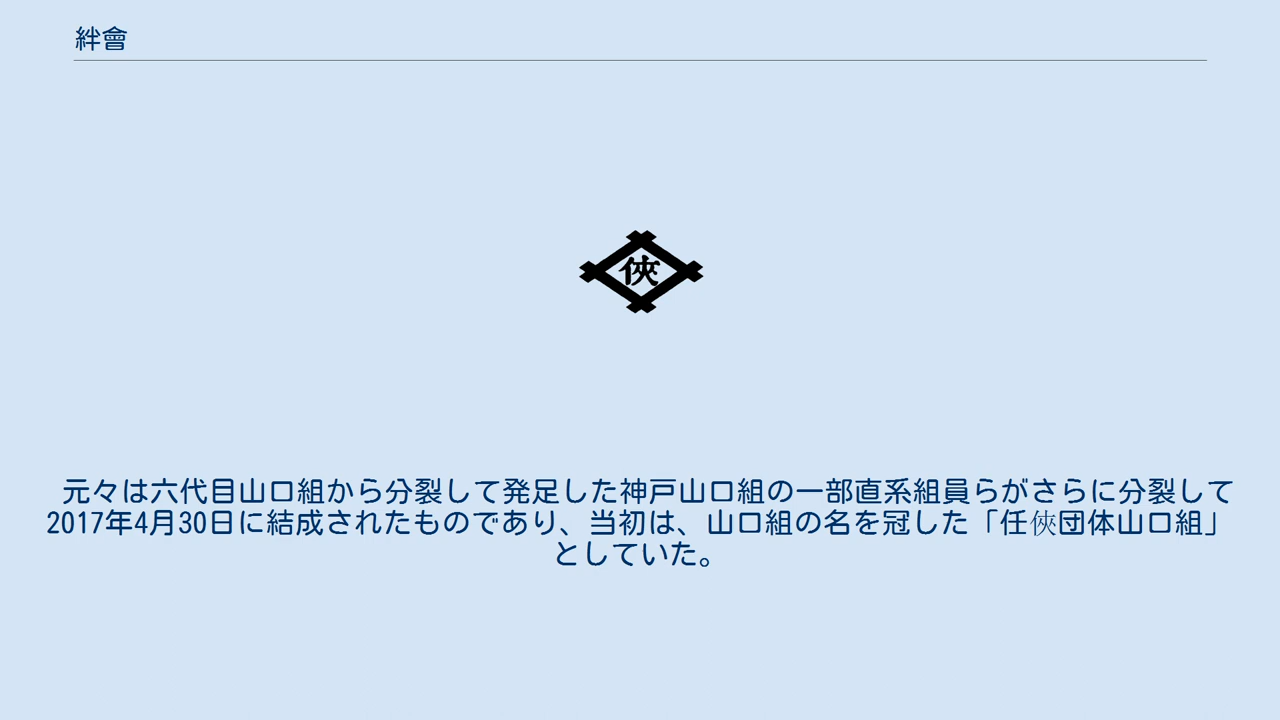 絆會
俠
元々は六代目山口組から分裂して発足した神戸山口組の一部直系組員らがさらに分裂して
2017年4月30日に結成されたものであり、当初は、山口組の名を冠した「任俠団体山口組」
としていた。